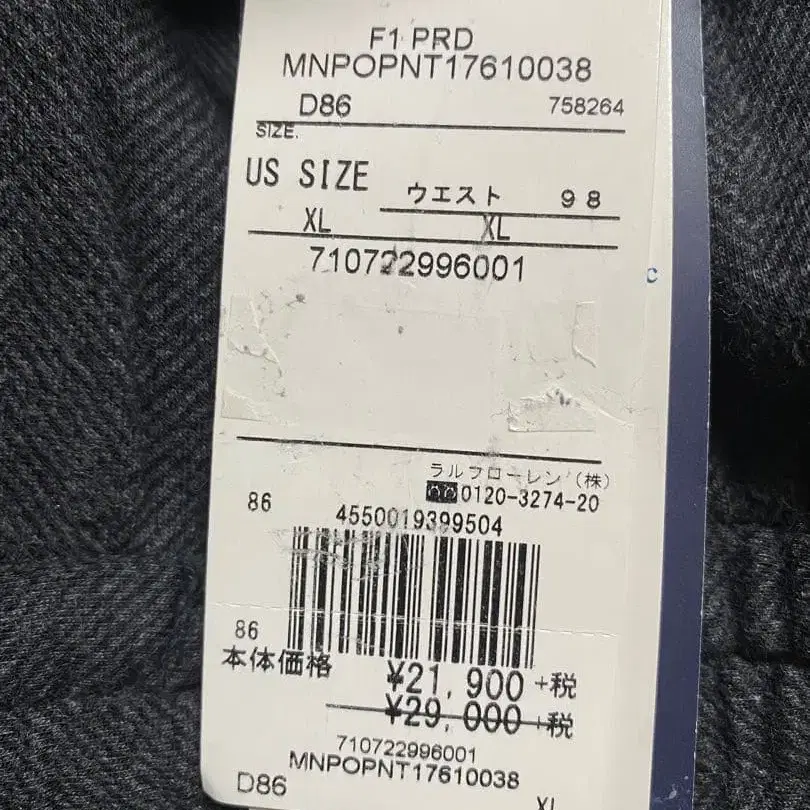 F1 PRD
MNPOPNT17610038
D86 758264
SIZE.
US SIZE ウエスト 98
XL XL
710722996001
c
ラルフローレン(株)
0120-3274-20
86 4550019399504
86
本体価格 ¥21,900+税
¥29,000+税
710722996001
MNPOPNT17610038
D86 XL